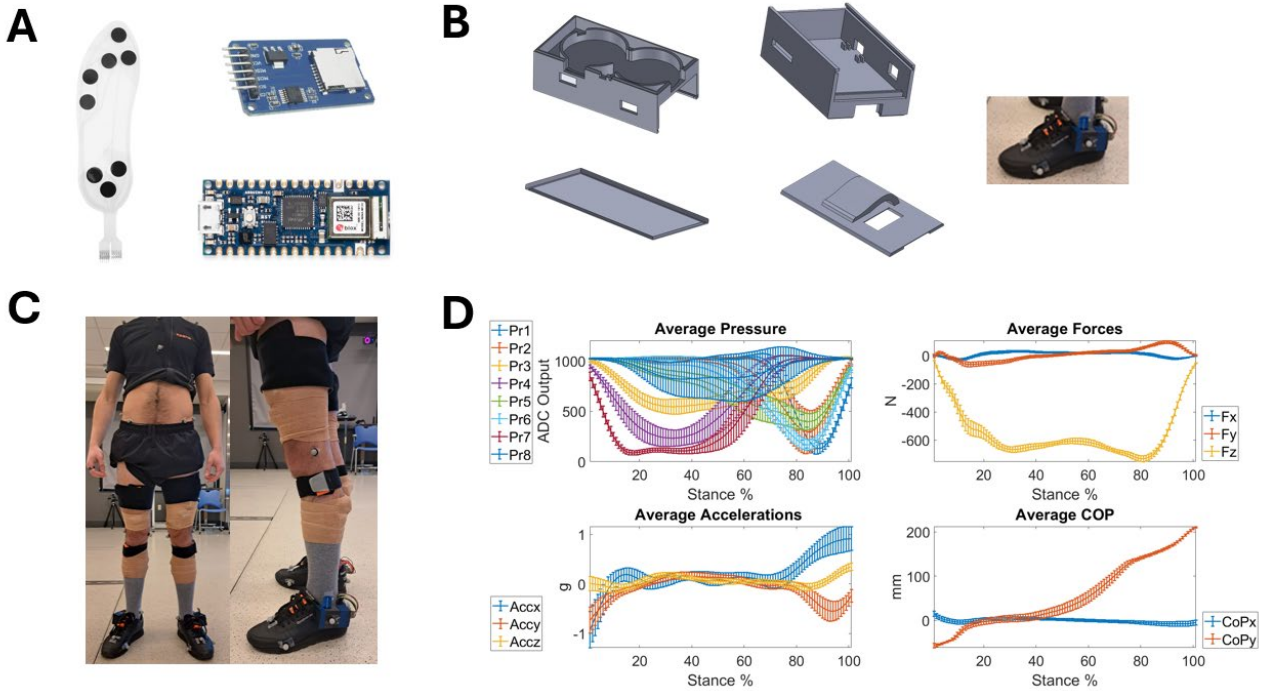 A
B
C
D
Average Pressure
Pr1
Pr2
Pr3
Pr4
Pr5
Pr6
Pr7
Pr8
ADC Output
1000
500
0
20 40 60 80 100
Stance %
Average Forces
N
0
-200
-400
-600
20 40 60 80 100
Stance %
Fx
Fy
Fz
Average Accelerations
g
1
0
-1
20 40 60 80 100
Stance %
Accx
Accy
Accz
Average COP
mm
200
100
0
20 40 60 80 100
Stance %
CoPx
CoPy